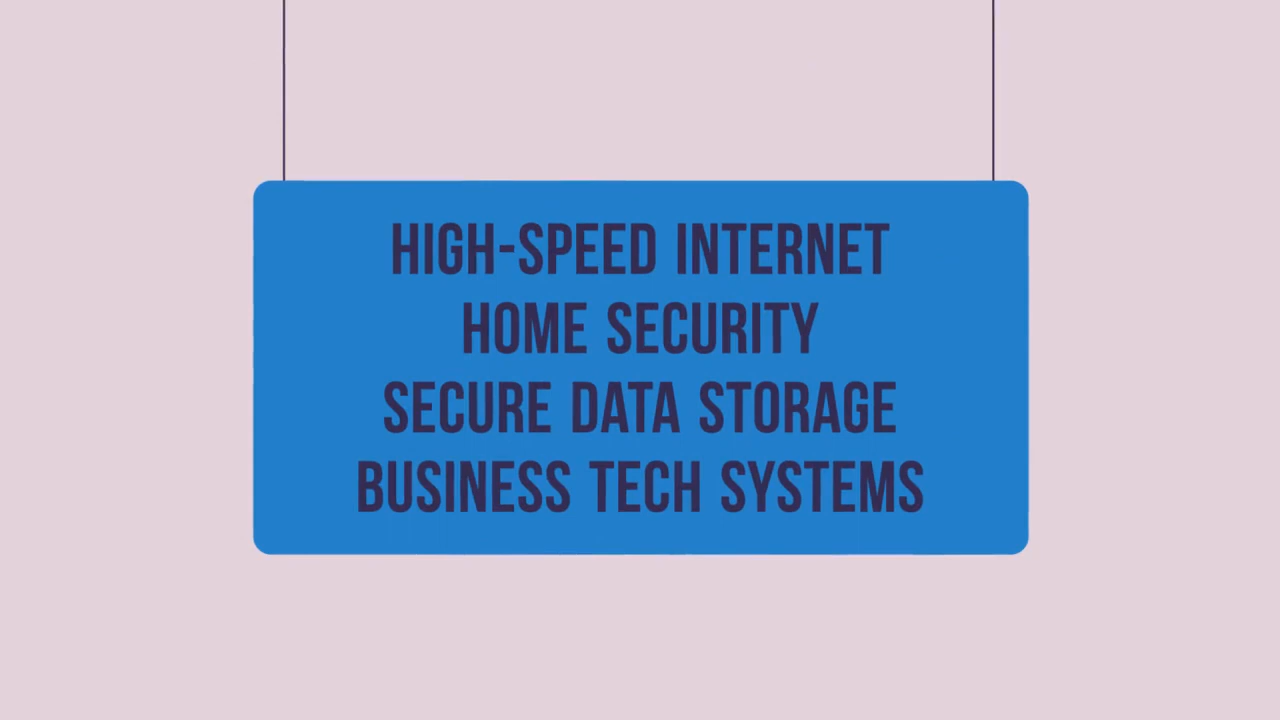 HIGH-SPEED INTERNET
HOME SECURITY
SECURE DATA STORAGE
BUSINESS TECH SYSTEMS